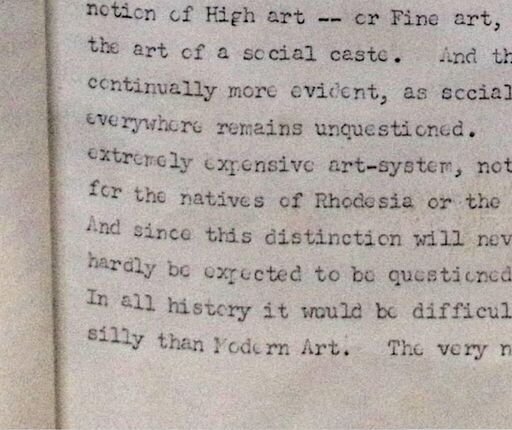 notion of High art -- or Fine art,
the art of a social caste. And th
continually more evident, as social
everywhere remains unquestioned.
extremely expensive art-system, not
for the natives of Rhodesia or the
And since this distinction will nev
hardly be expected to be questioned
In all history it would be difficul
silly than Modern Art. The very n